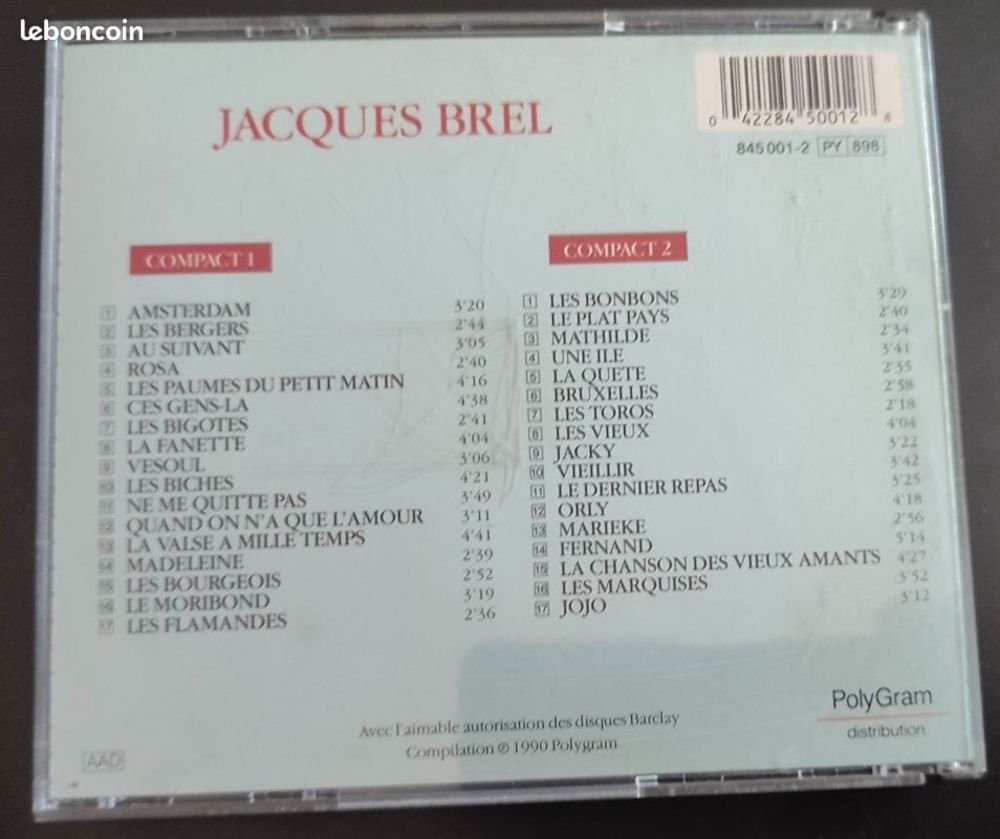 leboncoin
JACQUES BREL
0 42284 50012 8
845 001-2 PY 898
COMPACT 1
1 AMSTERDAM 3'20
2 LES BERGERS 2'44
3 AU SUIVANT 3'05
4 ROSA 2'40
5 LES PAUMES DU PETIT MATIN 4'16
6 CES GENS-LA 4'38
7 LES BIGOTES 2'41
8 LA FANETTE 4'04
9 VESOUL 3'06
10 LES BICHES 4'21
11 NE ME QUITTE PAS 3'49
12 QUAND ON N'A QUE L'AMOUR 3'11
13 LA VALSE A MILLE TEMPS 4'41
14 MADELEINE 2'39
15 LES BOURGEOIS 2'52
16 LE MORIBOND 3'19
17 LES FLAMANDES 2'36
COMPACT 2
1 LES BONBONS 3'29
2 LE PLAT PAYS 2'40
3 MATHILDE 2'34
4 UNE ILE 3'41
5 LA QUETE 2'35
6 BRUXELLES 2'58
7 LES TOROS 2'18
8 LES VIEUX 4'04
9 JACKY 3'22
10 VIEILLIR 3'42
11 LE DERNIER REPAS 3'25
12 ORLY 4'18
13 MARIEKE 2'56
14 FERNAND 5'14
15 LA CHANSON DES VIEUX AMANTS 4'27
16 LES MARQUISES 3'52
17 JOJO 3'12
Avec l'aimable autorisation des disques Barclay
Compilation ℗ 1990 Polygram
AAD
PolyGram
distribution